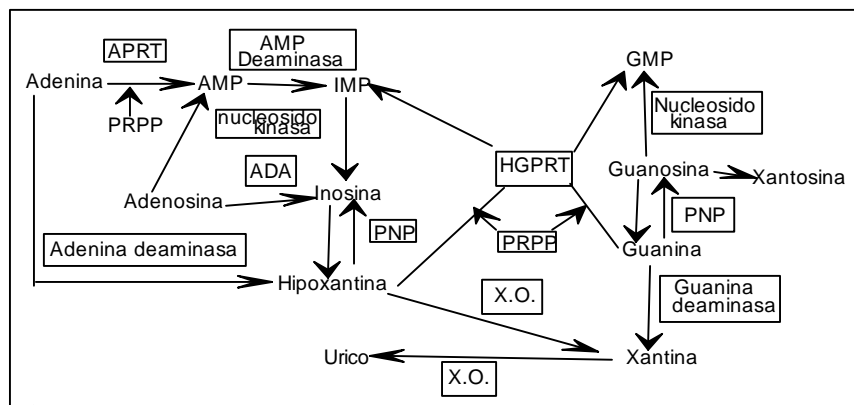 APRT
AMP
Deaminasa
GMP
Adenina
AMP
IMP
PRPP
nucleosido
kinasa
Nucleosido
kinasa
HGPRT
ADA
Guanosina
Xantosina
Adenosina
Inosina
PNP
PNP
PRPP
Adenina deaminasa
Guanina
Hipoxantina
X.O.
Guanina
deaminasa
Urico
Xantina
X.O.